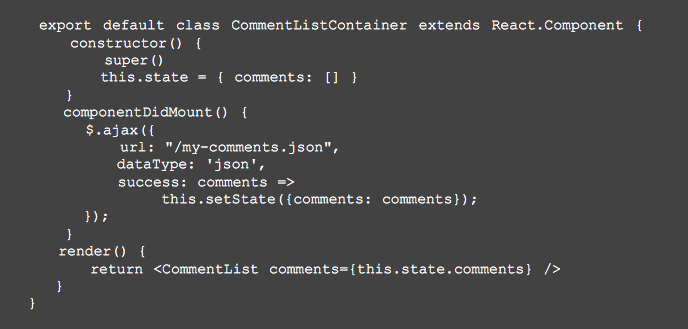 export default class CommentListContainer extends React.Component {
constructor() {
super()
this.state = { comments: [] }
}
componentDidMount() {
$.ajax({
url: "/my-comments.json",
dataType: 'json',
success: comments =>
this.setState({comments: comments});
});
}
render() {
return <CommentList comments={this.state.comments} />
}
}